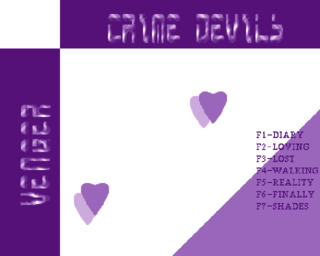 CRIME DEVILS
VENGER
F1-DIARY
F2-LOVING
F3-LOST
F4-WALKING
F5-REALITY
F6-FINALLY
F7-SHADES